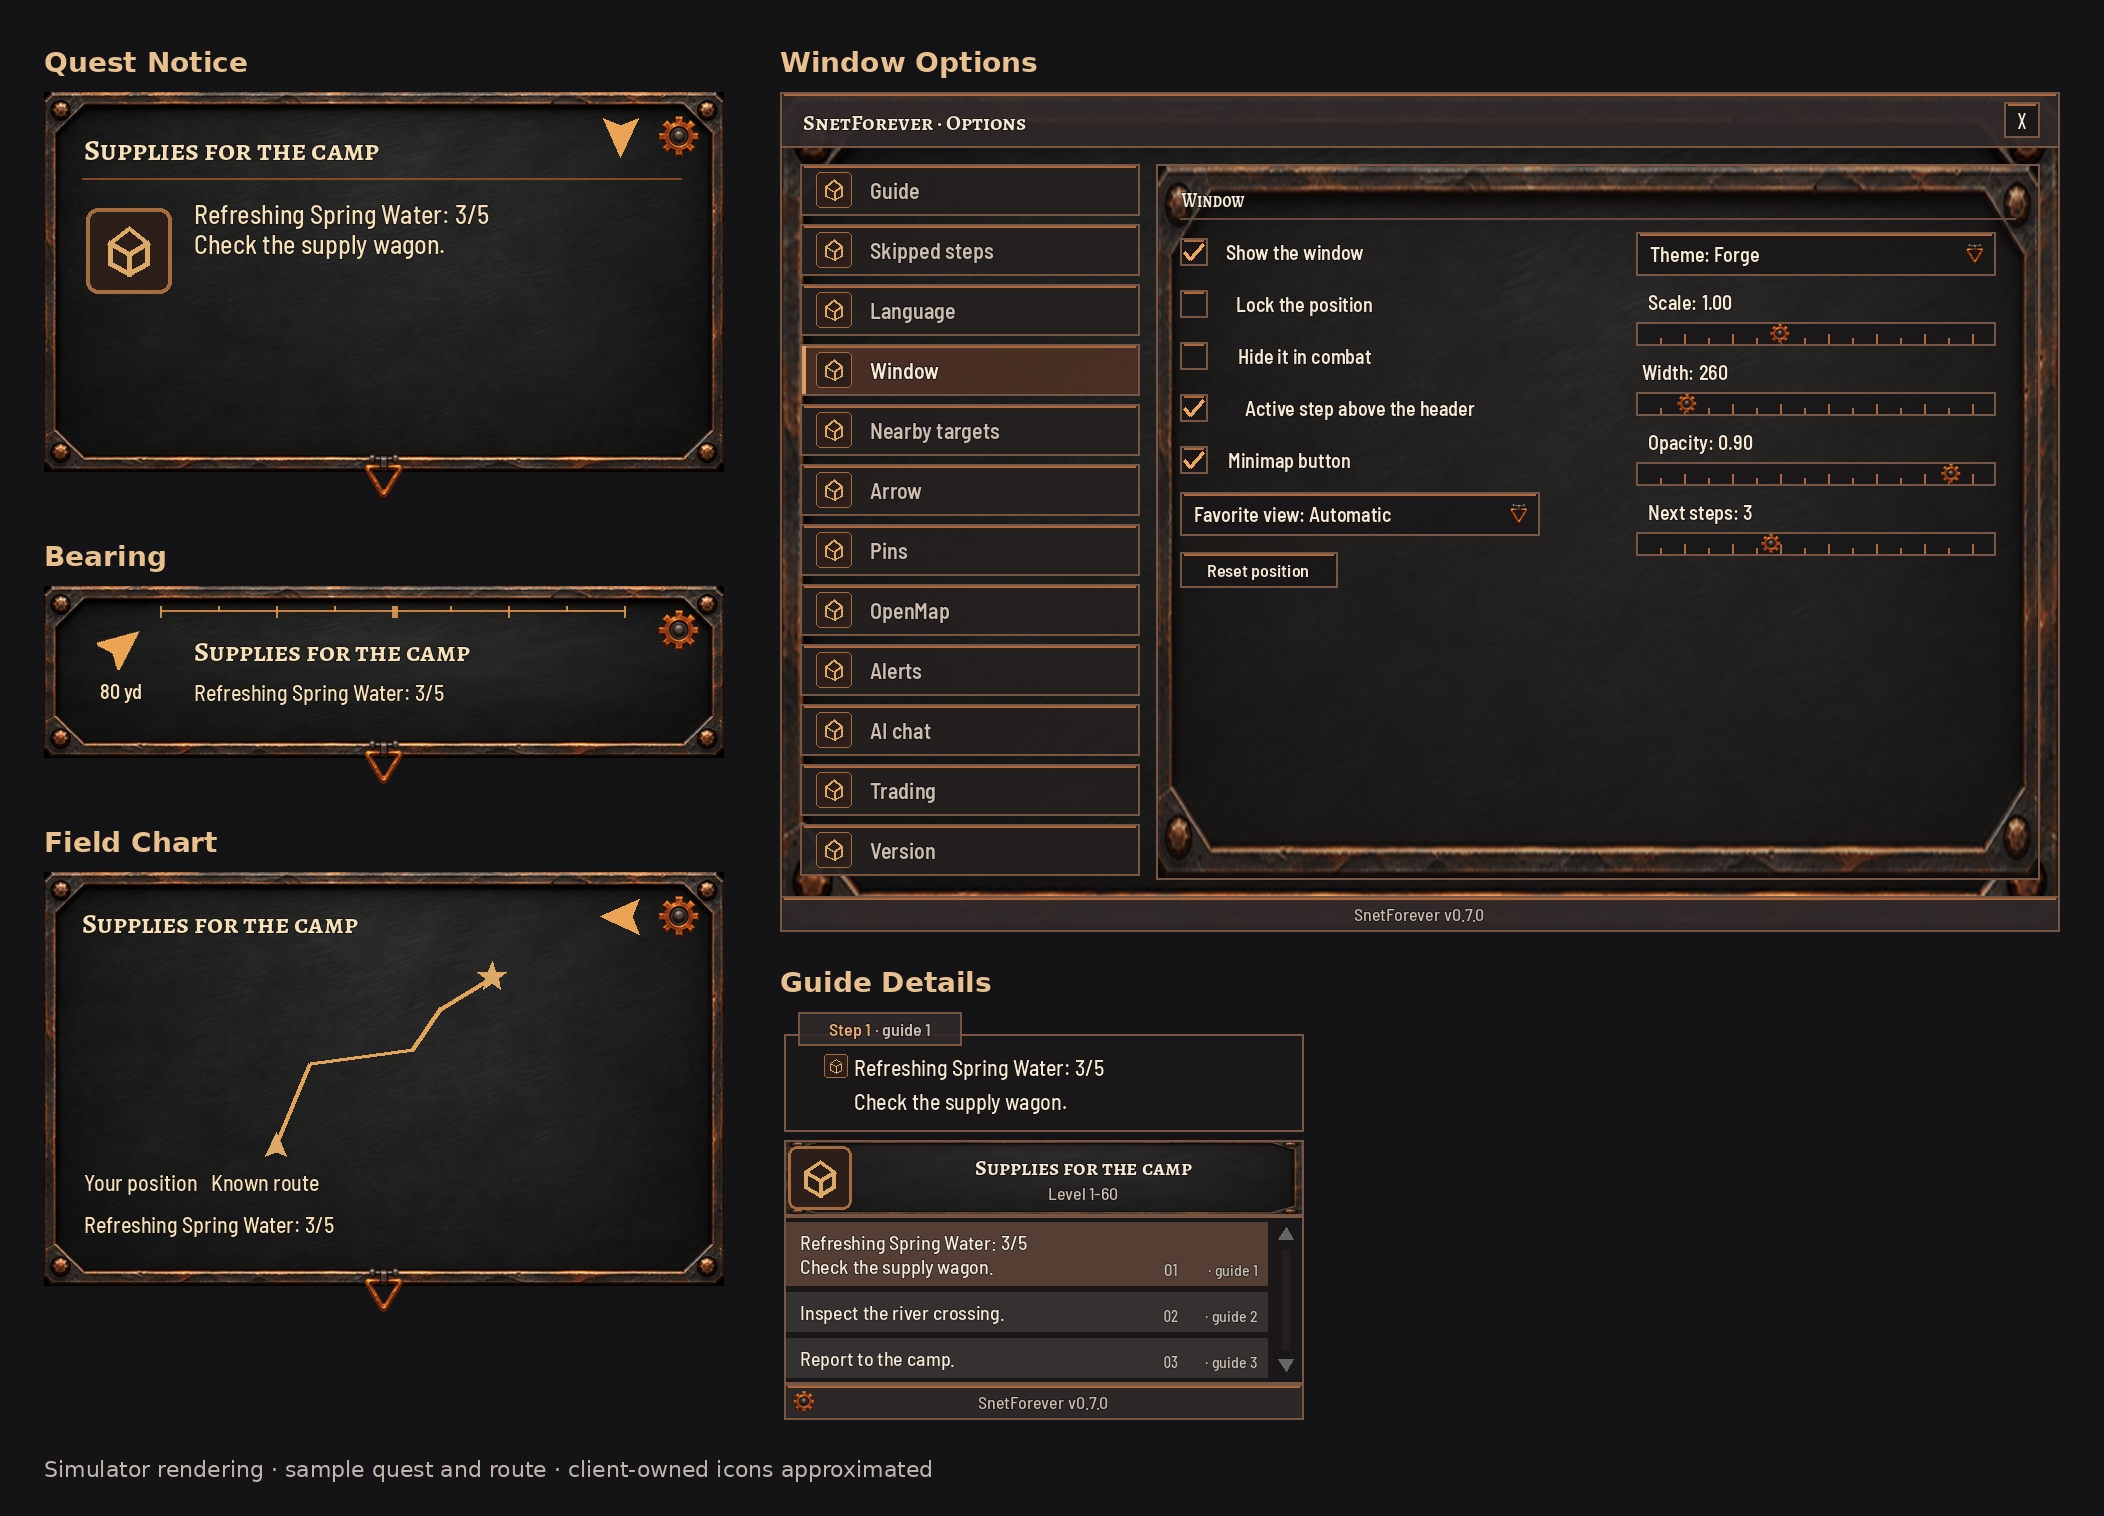 Quest Notice
Supplies for the camp
Refreshing Spring Water: 3/5
Check the supply wagon.
Bearing
80 yd
Supplies for the camp
Refreshing Spring Water: 3/5
Field Chart
Supplies for the camp
Your position Known route
Refreshing Spring Water: 3/5
Window Options
SnetForever · Options
X
Guide
Skipped steps
Language
Window
Nearby targets
Arrow
Pins
OpenMap
Alerts
AI chat
Trading
Version
Window
Show the window
Lock the position
Hide it in combat
Active step above the header
Minimap button
Favorite view: Automatic
Reset position
Theme: Forge
Scale: 1.00
Width: 260
Opacity: 0.90
Next steps: 3
SnetForever v0.7.0
Guide Details
Step 1 · guide 1
Refreshing Spring Water: 3/5
Check the supply wagon.
Supplies for the camp
Level 1-60
Refreshing Spring Water: 3/5
Check the supply wagon. 01 · guide 1
Inspect the river crossing. 02 · guide 2
Report to the camp. 03 · guide 3
SnetForever v0.7.0
Simulator rendering · sample quest and route · client-owned icons approximated